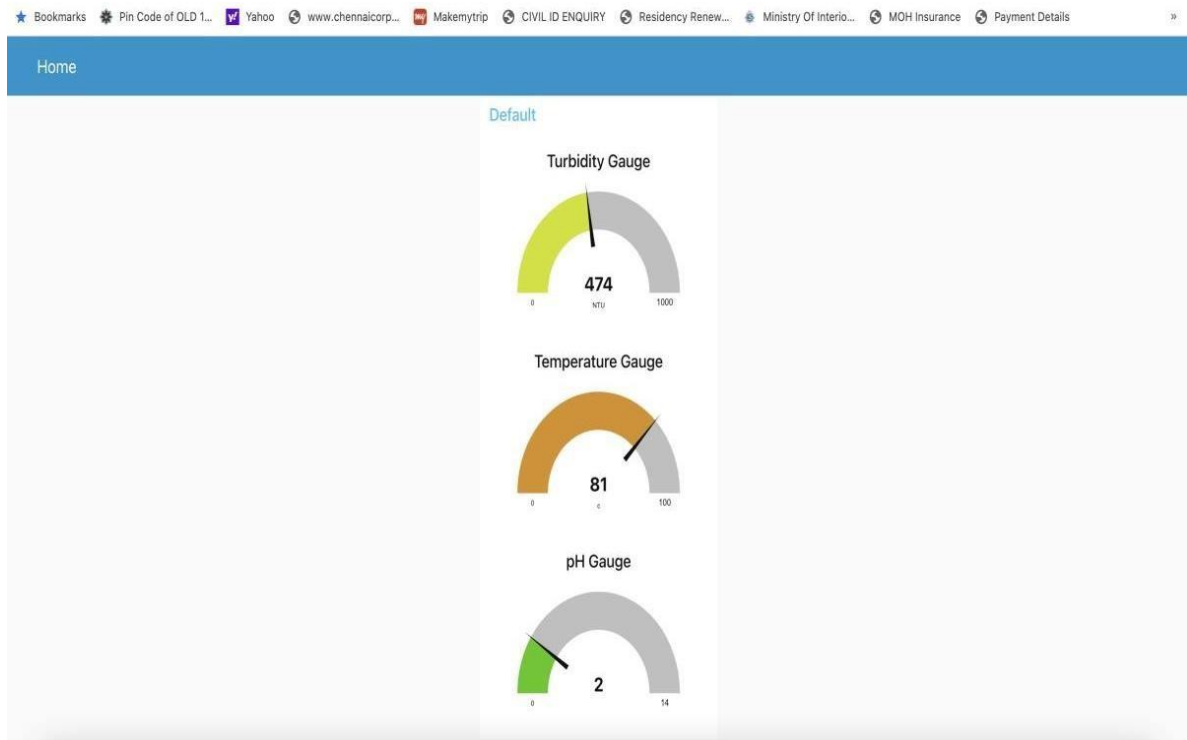 Bookmarks Pin Code of OLD 1... Yahoo www.chennaicorp... Makemytrip CIVIL ID ENQUIRY Residency Renew... Ministry Of Interio... MOH Insurance Payment Details »
Home
Default
Turbidity Gauge
474
0 NTU 1000
Temperature Gauge
81
0 c 100
pH Gauge
2
0 14